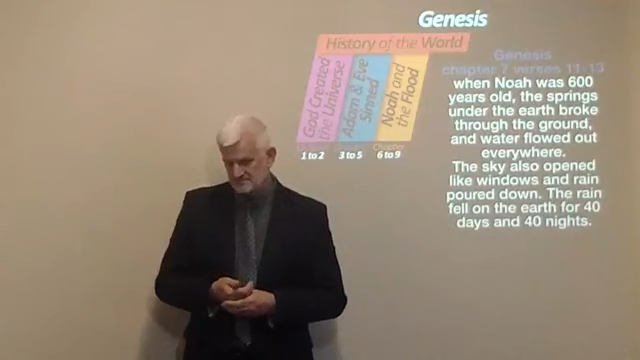 Genesis
History of the World
God Created
the Universe
Adam & Eve
Sinned
Noah and
the Flood
Chapter
1 to 2
3 to 5
6 to 9
Genesis
chapter 7 verses 11-13
when Noah was 600
years old, the springs
under the earth broke
through the ground,
and water flowed out
everywhere.
The sky also opened
like windows and rain
poured down. The rain
fell on the earth for 40
days and 40 nights.